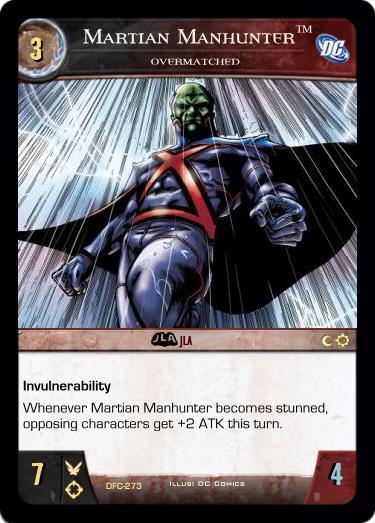 3
Martian Manhunter™
DC
OVERMATCHED
JLA JLA
Invulnerability
Whenever Martian Manhunter becomes stunned,
opposing characters get +2 ATK this turn.
7
DFC-273
ILLUS: DC COMICS
4